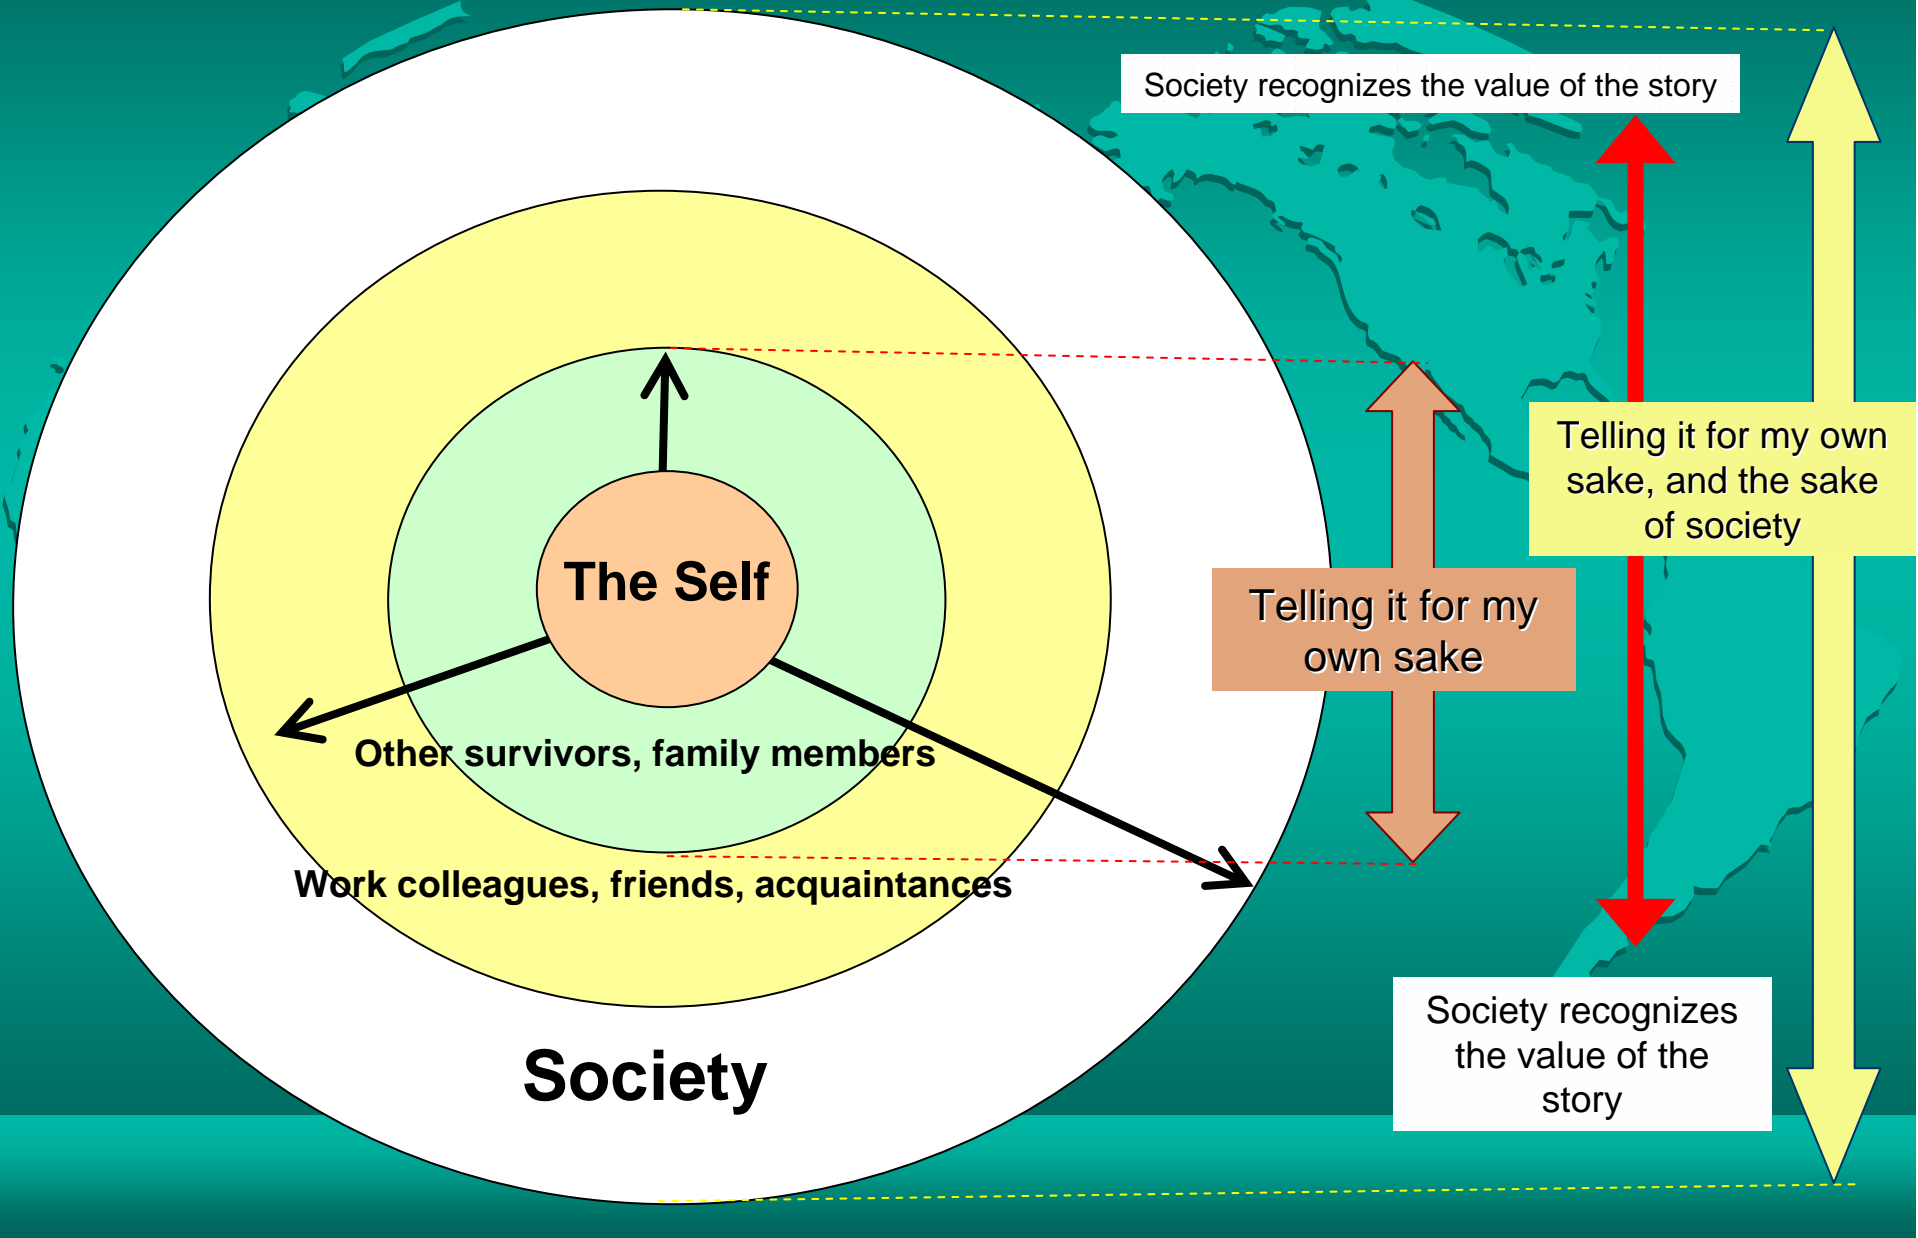 Society recognizes the value of the story
Telling it for my own
sake, and the sake
of society
The Self
Telling it for my
own sake
Other survivors, family members
Work colleagues, friends, acquaintances
Society recognizes
the value of the
story
Society